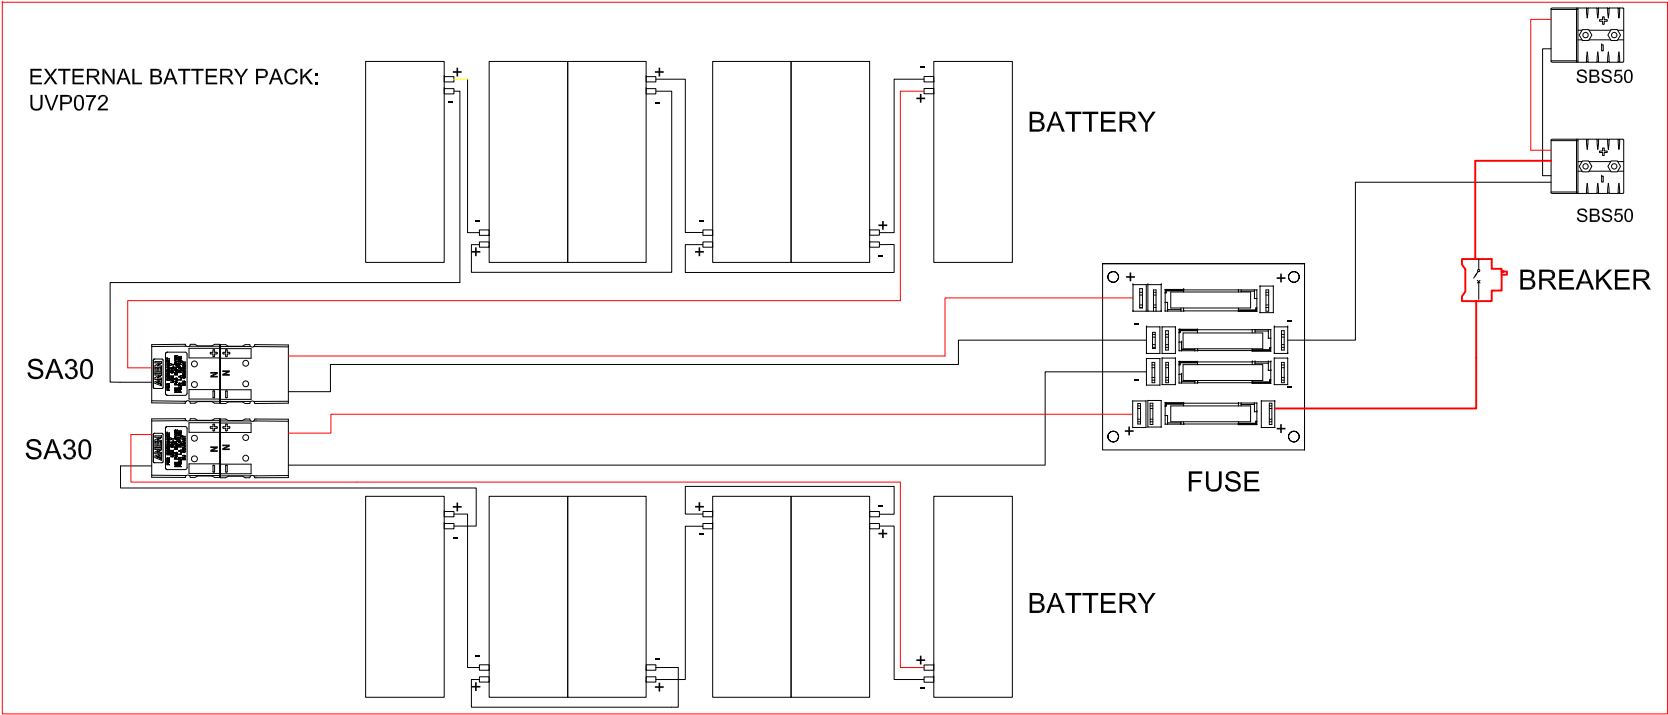 EXTERNAL BATTERY PACK:
UVP072
BATTERY
SBS50
SBS50
BREAKER
SA30
SA30
FUSE
BATTERY